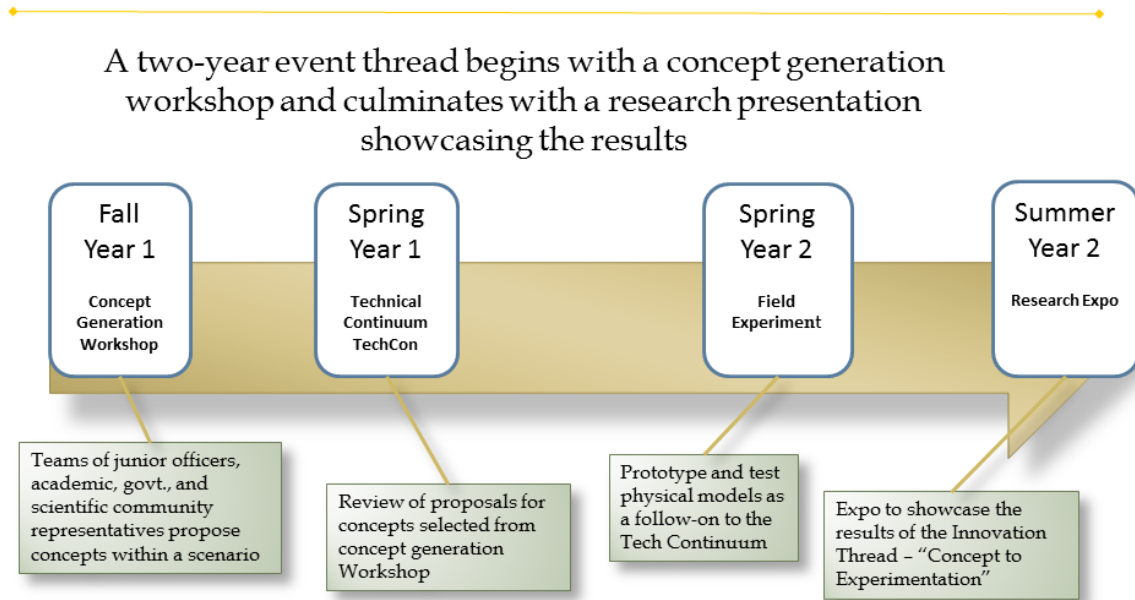 A two-year event thread begins with a concept generation
workshop and culminates with a research presentation
showcasing the results
Fall
Year 1
Concept
Generation
Workshop
Spring
Year 1
Technical
Continuum
TechCon
Spring
Year 2
Field
Experiment
Summer
Year 2
Research Expo
Teams of junior officers,
academic, govt., and
scientific community
representatives propose
concepts within a scenario
Review of proposals for
concepts selected from
concept generation
Workshop
Prototype and test
physical models as
a follow-on to the
Tech Continuum
Expo to showcase the
results of the Innovation
Thread – “Concept to
Experimentation”